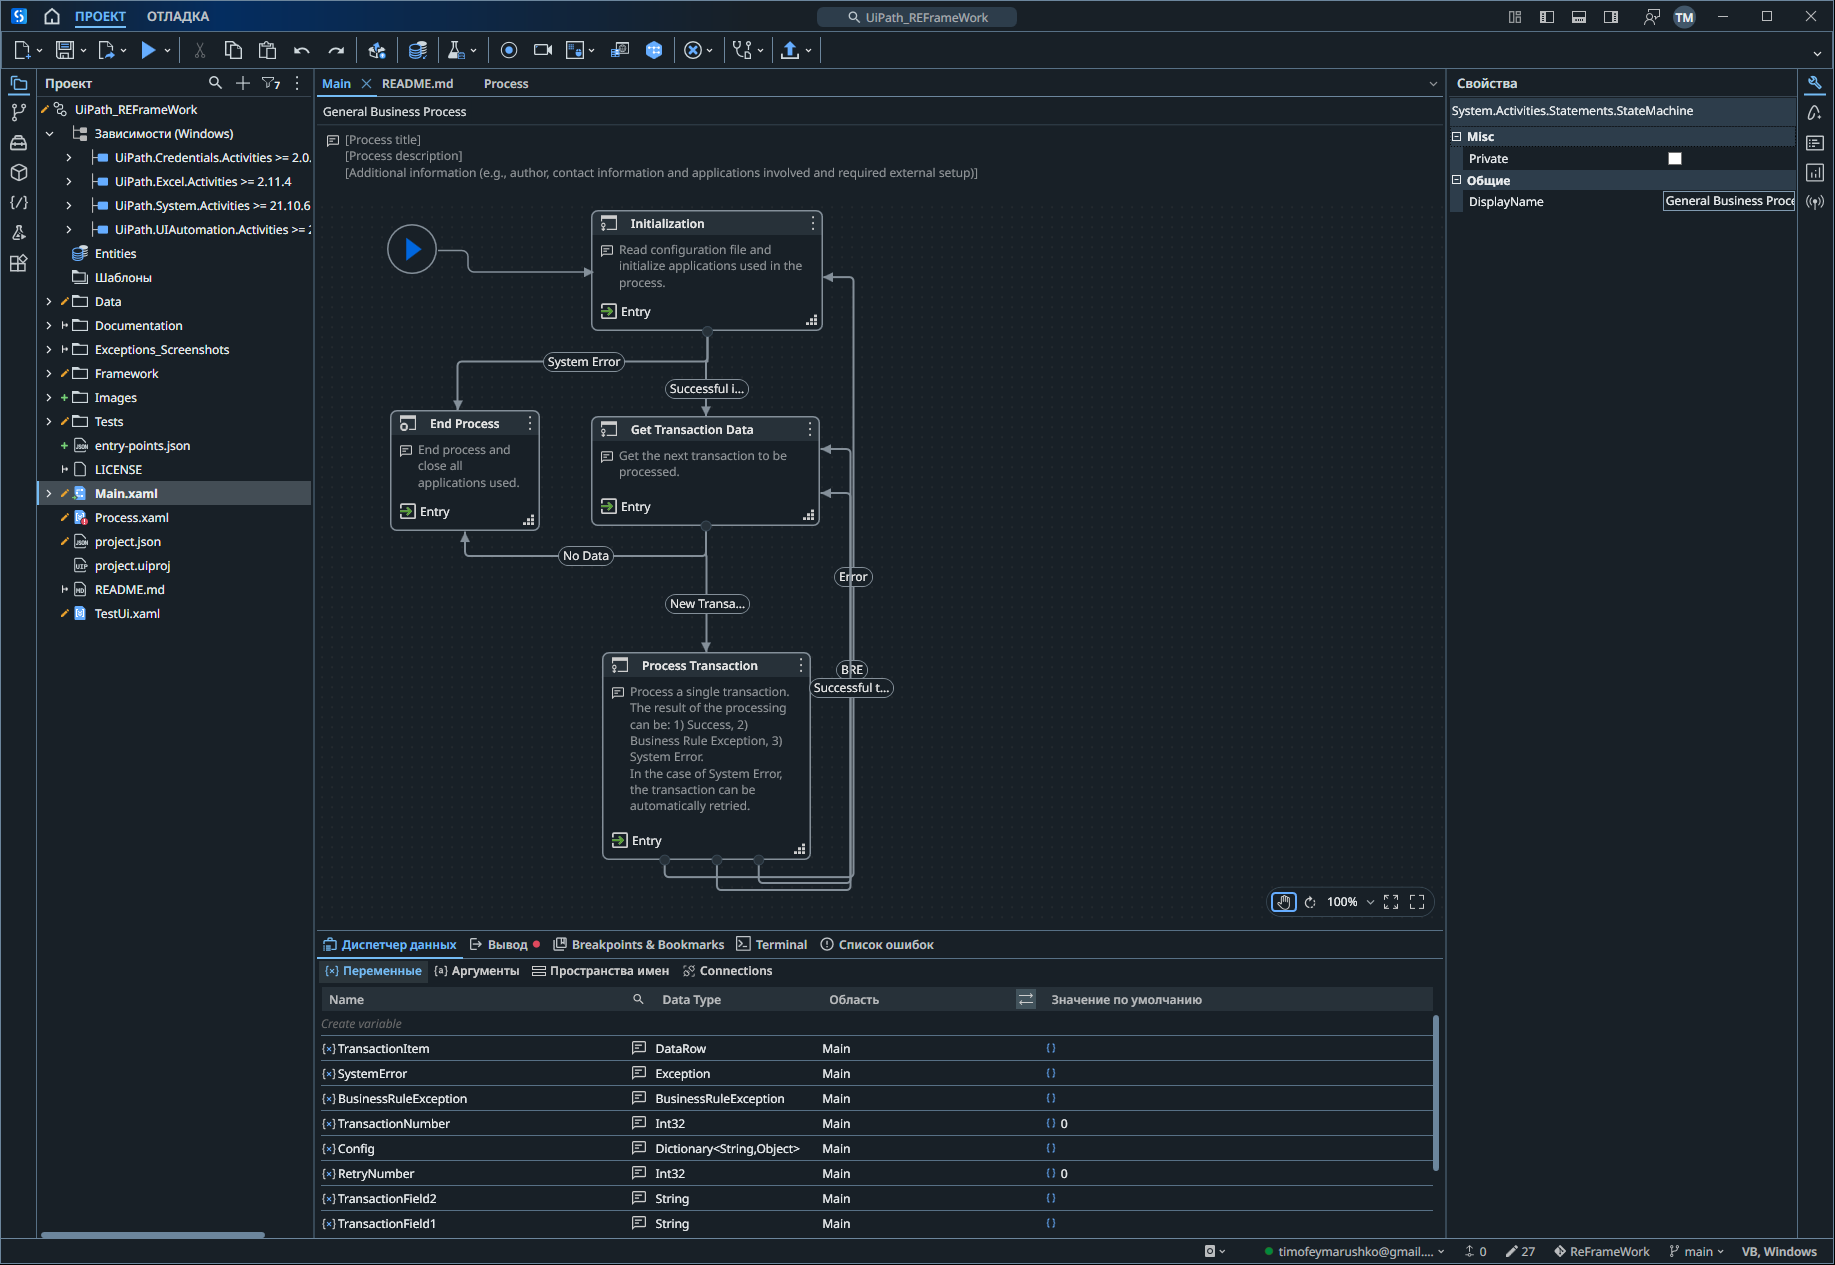 ПРОЕКТ
ОТЛАДКА
UiPath_REFrameWork
TM
Проект
7
Main
README.md
Process
Свойства
UiPath_REFrameWork
Зависимости (Windows)
UiPath.Credentials.Activities >= 2.0.
UiPath.Excel.Activities >= 2.11.4
UiPath.System.Activities >= 21.10.6
UiPath.UIAutomation.Activities >=
Entities
Шаблоны
Data
Documentation
Exceptions_Screenshots
Framework
Images
Tests
entry-points.json
LICENSE
Main.xaml
Process.xaml
project.json
project.uiproj
README.md
TestUi.xaml
General Business Process
[Process title]
[Process description]
[Additional information (e.g., author, contact information and applications involved and required external setup)]
Initialization
Read configuration file and
initialize applications used in the
process.
Entry
System Error
Successful i...
End Process
End process and
close all
applications used.
Entry
Get Transaction Data
Get the next transaction to be
processed.
Entry
No Data
Error
New Transa...
Process Transaction
Process a single transaction.
The result of the processing
can be: 1) Success, 2)
Business Rule Exception, 3)
System Error.
In the case of System Error,
the transaction can be
automatically retried.
Entry
BRE
Successful t...
100%
System.Activities.Statements.StateMachine
Misc
Private
Общие
DisplayName
General Business Proce
Диспетчер данных
Вывод
Breakpoints & Bookmarks
Terminal
Список ошибок
Переменные
Аргументы
Пространства имен
Connections
Name
Data Type
Область
Значение по умолчанию
Create variable
TransactionItem
DataRow
Main
SystemError
Exception
Main
BusinessRuleException
BusinessRuleException
Main
TransactionNumber
Int32
Main
0
Config
Dictionary<String,Object>
Main
RetryNumber
Int32
Main
0
TransactionField2
String
Main
TransactionField1
String
Main
timofeymarushko@gmail....
0
27
ReFrameWork
main
VB, Windows